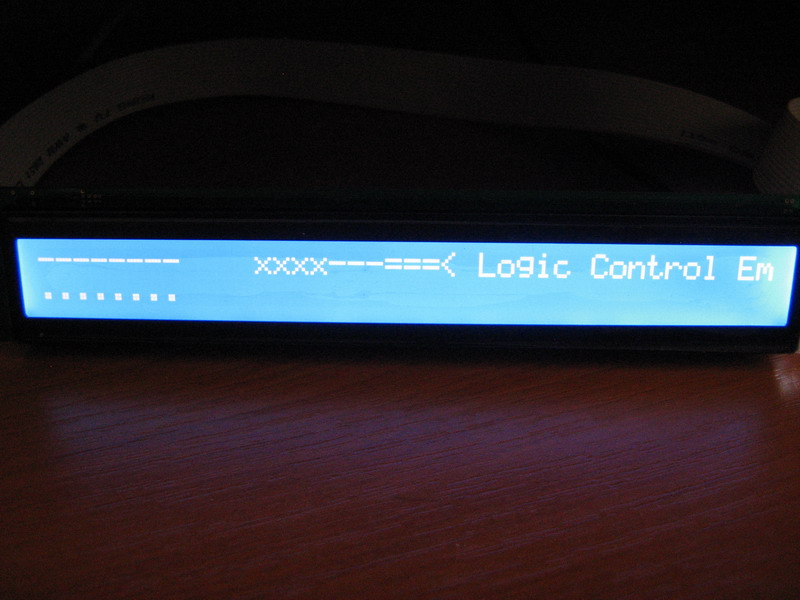 -------- xxxx---===< Logic Control Em
........